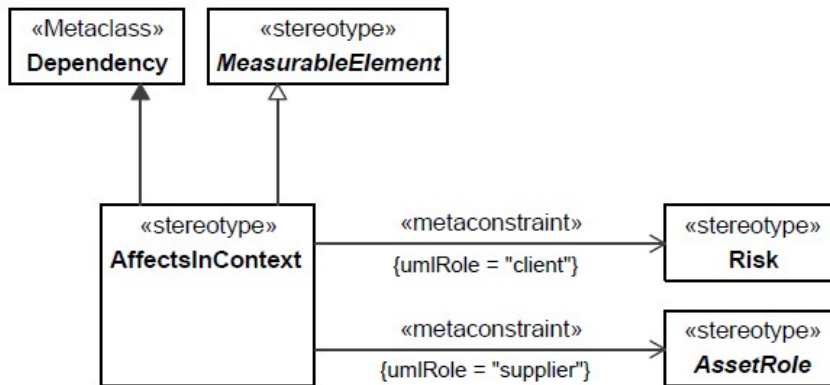 «Metaclass»
Dependency
«stereotype»
MeasurableElement
«stereotype»
AffectsInContext
«metaconstraint»
{umlRole = "client"}
«stereotype»
Risk
«metaconstraint»
{umlRole = "supplier"}
«stereotype»
AssetRole